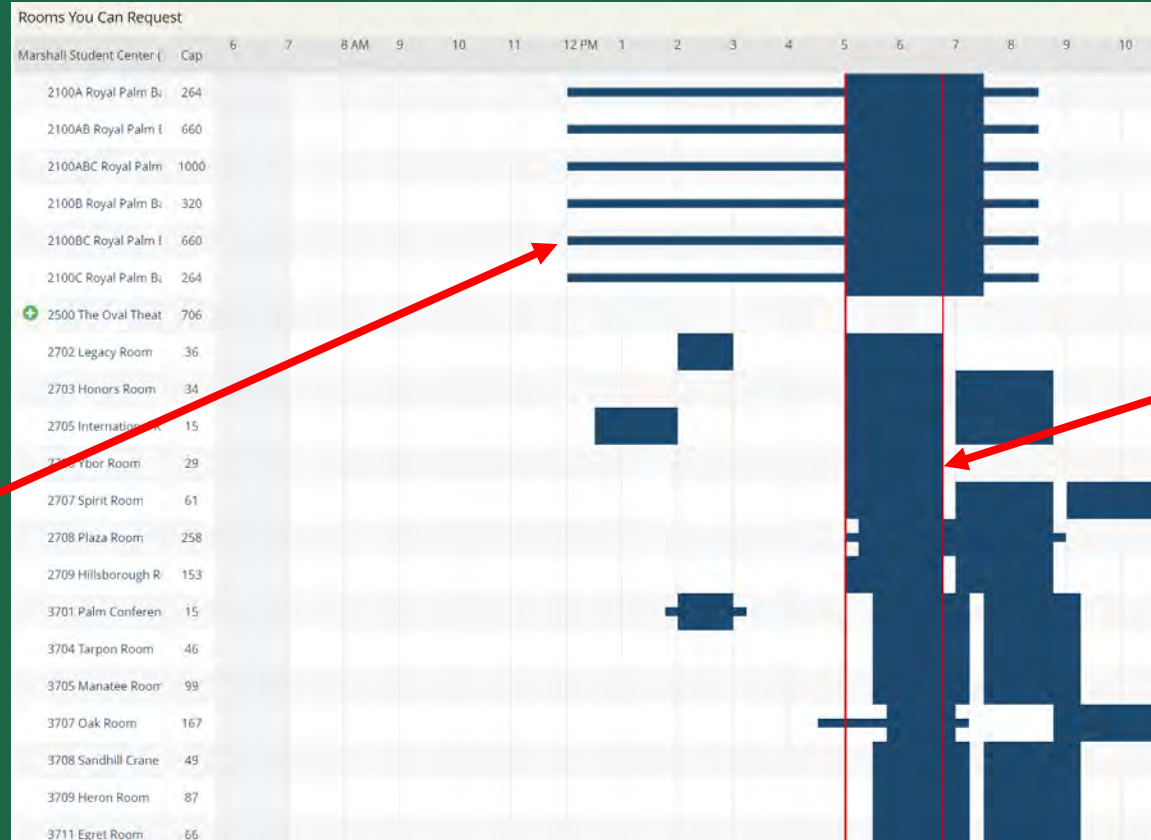 Rooms You Can Request
Marshall Student Center ( Cap 6 7 8 AM 9 10 11 12 PM 1 2 3 4 5 6 7 8 9 10
2100A Royal Palm Ba 264
2100AB Royal Palm B 660
2100ABC Royal Palm 1000
2100B Royal Palm Ba 320
2100BC Royal Palm B 660
2100C Royal Palm Ba 264
2500 The Oval Theat 706
2702 Legacy Room 36
2703 Honors Room 34
2705 Internation 15
Ybor Room 29
2707 Spirit Room 61
2708 Plaza Room 258
2709 Hillsborough R 153
3701 Palm Conferen 15
3704 Tarpon Room 46
3705 Manatee Room 99
3707 Oak Room 167
3708 Sandhill Crane 49
3709 Heron Room 87
3711 Egret Room 66